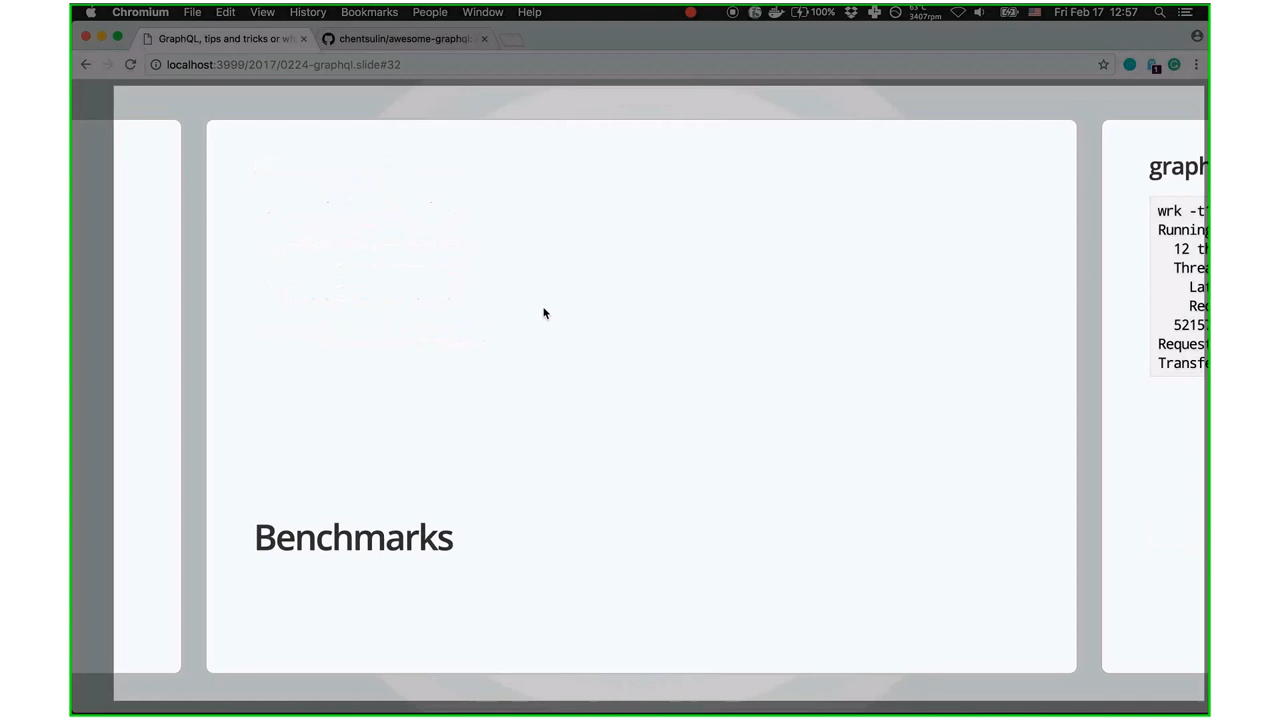 Chromium File Edit View History Bookmarks People Window Help 100% 63°C 3407rpm Fri Feb 17 12:57
GraphQL, tips and tricks or wh
chentsulin/awesome-graphql:
localhost:3999/2017/0224-graphql.slide#32
Benchmarks
graph
wrk -t
Running
12 th
Threa
Lat
Req
5215
Request
Transfe